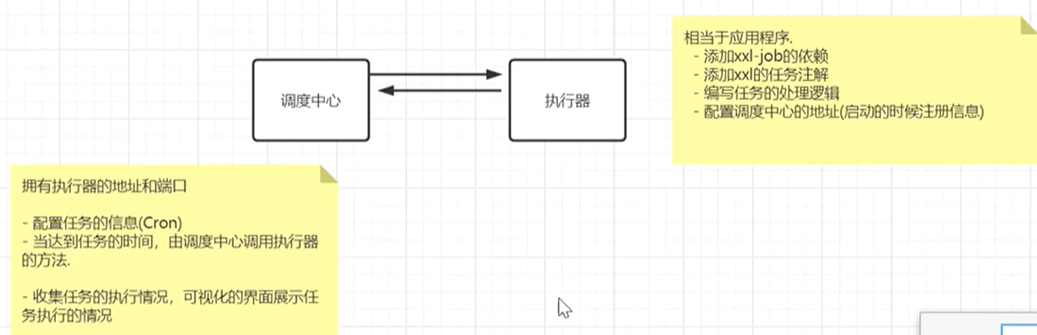 相当于应用程序.
- 添加xxl-job的依赖
- 添加xxl的任务注解
- 编写任务的处理逻辑
- 配置调度中心的地址(启动的时候注册信息)
调度中心
执行器
拥有执行器的地址和端口
- 配置任务的信息(Cron)
- 当达到任务的时间，由调度中心调用执行器
的方法.
- 收集任务的执行情况，可视化的界面展示任
务执行的情况